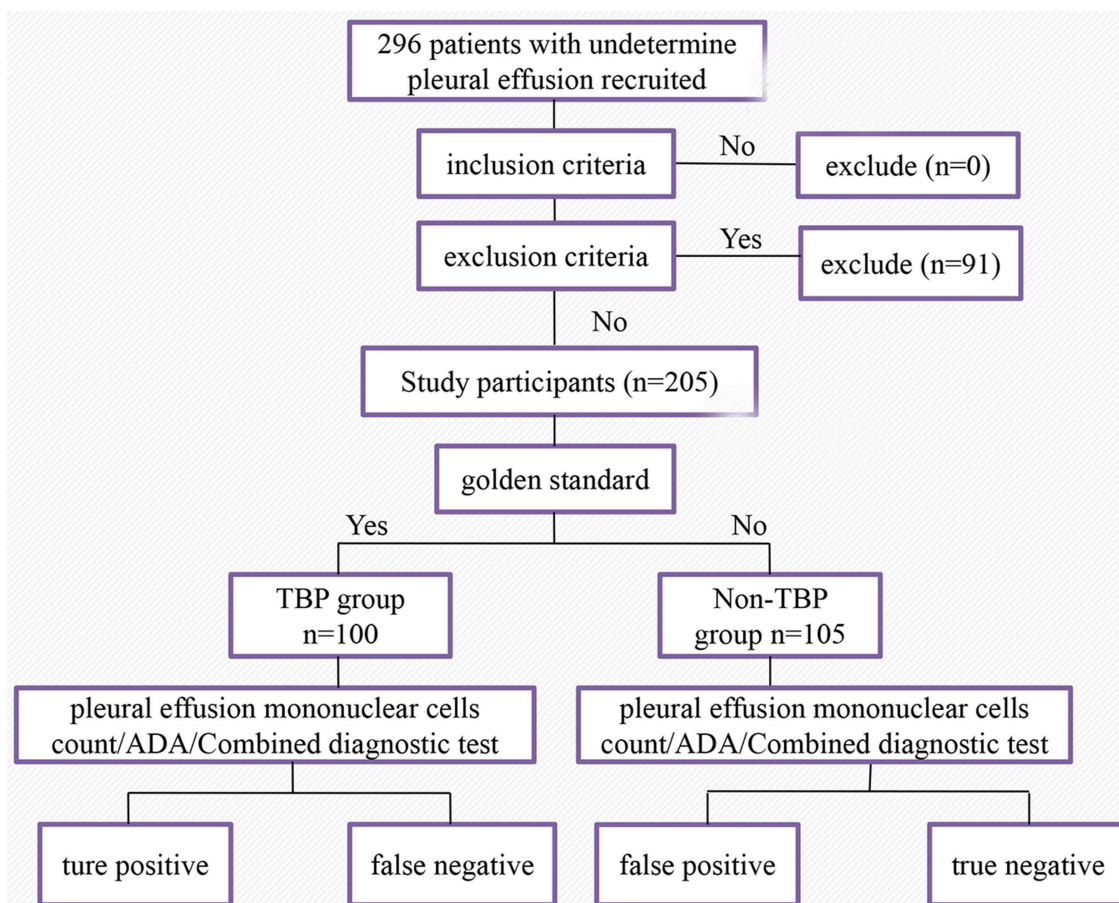 296 patients with undetermine
pleural effusion recruited
inclusion criteria
No
exclude (n=0)
exclusion criteria
Yes
exclude (n=91)
No
Study participants (n=205)
golden standard
Yes
No
TBP group
n=100
Non-TBP
group n=105
pleural effusion mononuclear cells
count/ADA/Combined diagnostic test
pleural effusion mononuclear cells
count/ADA/Combined diagnostic test
ture positive
false negative
false positive
true negative